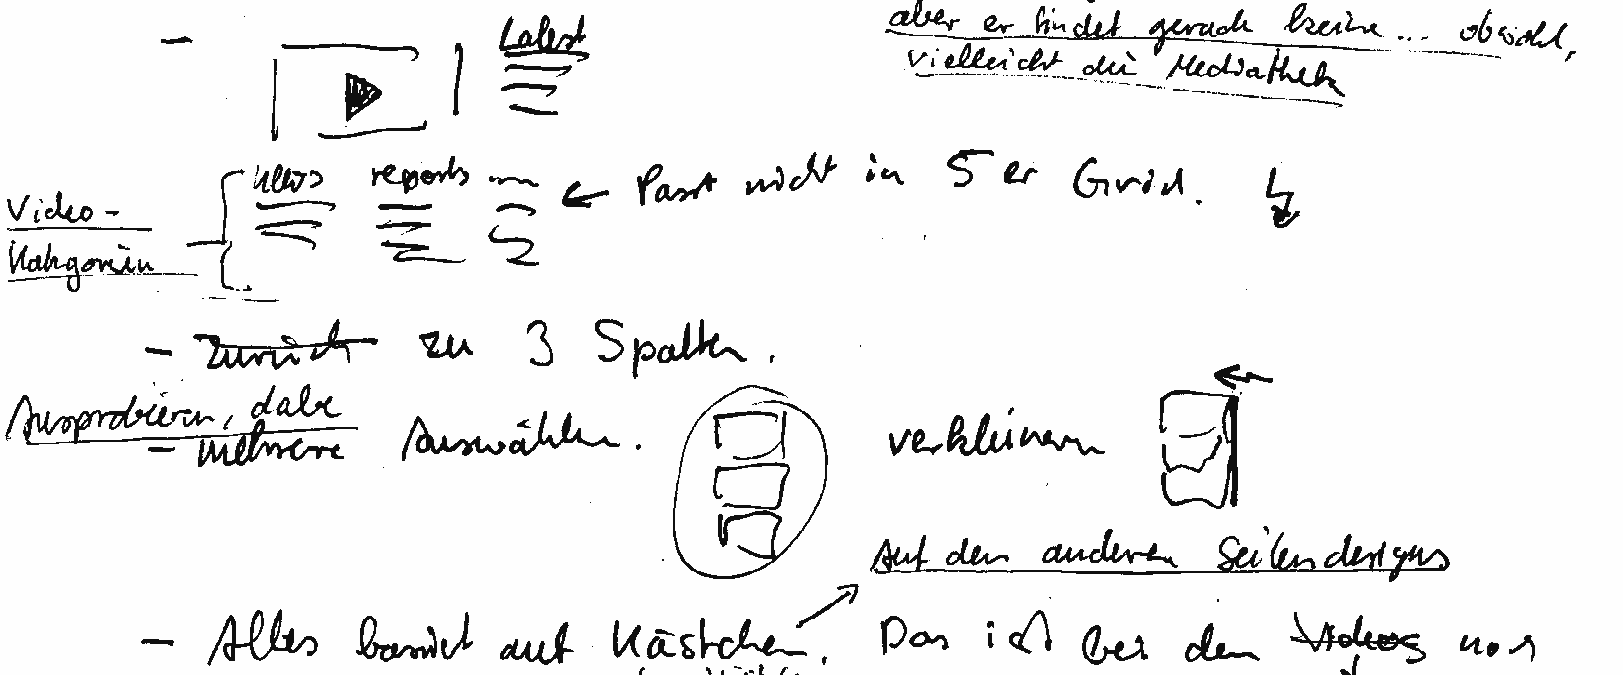 aber er findet gerade keine... obwohl,
vielleicht die Mediathek
Latest
news reports
← Passt nicht in 5er Grid.
Video-
Kategorien
- zurück zu 3 Spalten.
Ausprobieren, dabei
- mehrere Auswählen. verkleinern
Auf den anderen Seitendesigns
- Alles basiert auf Kästchen. Das ist bei den Videos